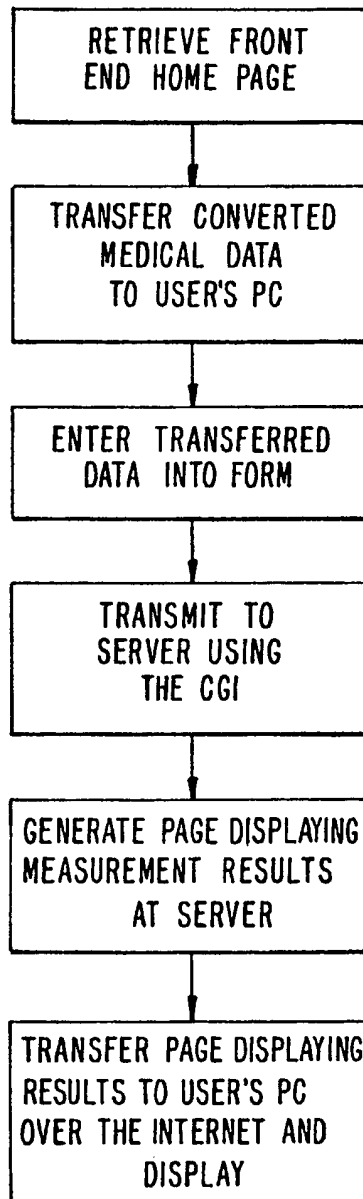 RETRIEVE FRONT
END HOME PAGE
TRANSFER CONVERTED
MEDICAL DATA
TO USER'S PC
ENTER TRANSFERRED
DATA INTO FORM
TRANSMIT TO
SERVER USING
THE CGI
GENERATE PAGE DISPLAYING
MEASUREMENT RESULTS
AT SERVER
TRANSFER PAGE DISPLAYING
RESULTS TO USER'S PC
OVER THE INTERNET AND
DISPLAY